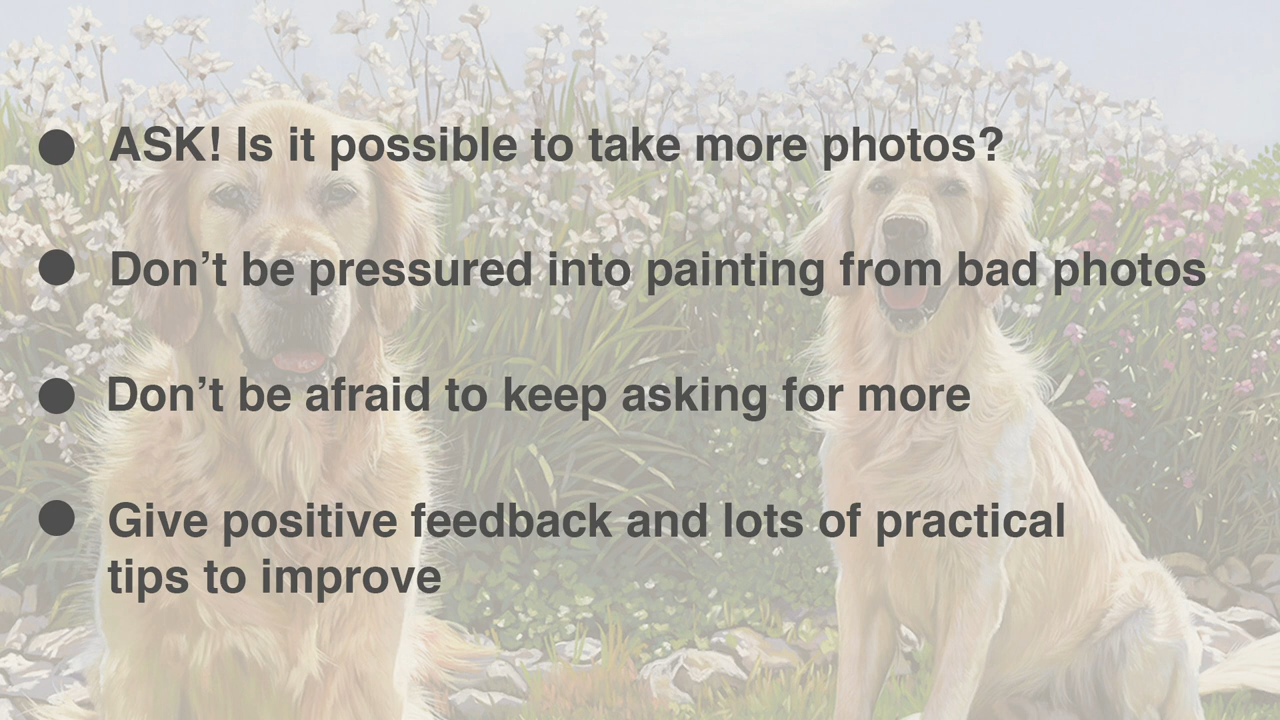 ASK! Is it possible to take more photos?
Don’t be pressured into painting from bad photos
Don’t be afraid to keep asking for more
Give positive feedback and lots of practical
tips to improve